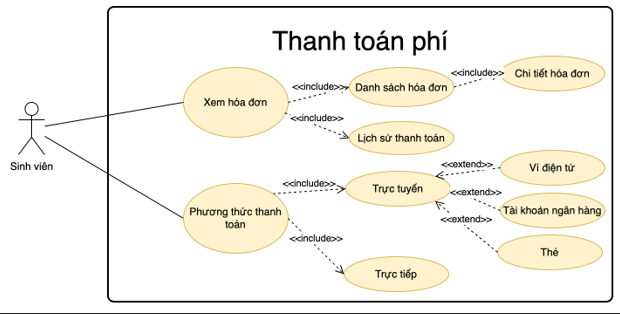 Thanh toán phí
Chi tiết hóa đơn
<<include>>
<<include>>
Danh sách hóa đơn
Xem hóa đơn
<<include>>
Lịch sử thanh toán
Sinh viên
<<extend>>
Ví điện tử
<<include>>
Trực tuyến
<<extend>>
Tài khoản ngân hàng
Phương thức thanh
toán
<<extend>>
<<include>>
Thẻ
Trực tiếp